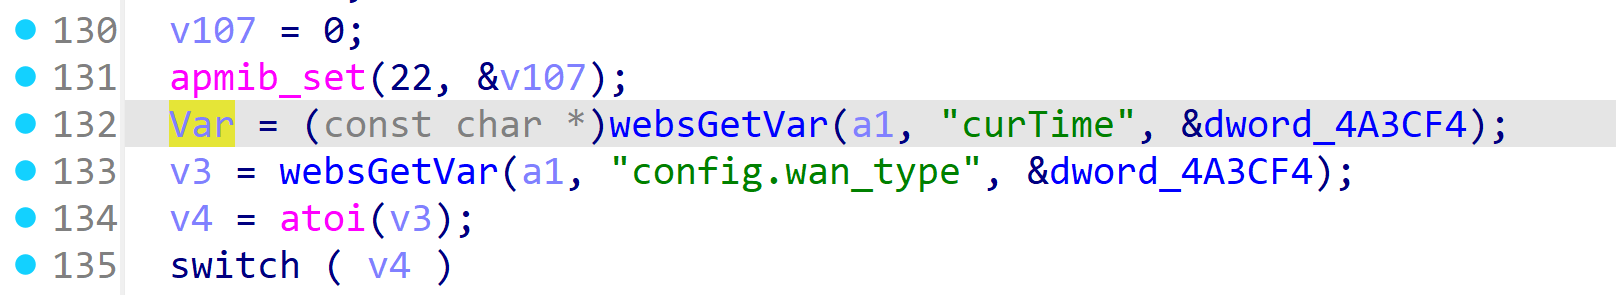 130 v107 = 0;
131 apmib_set(22, &v107);
132 Var = (const char *)websGetVar(a1, "curTime", &dword_4A3CF4);
133 v3 = websGetVar(a1, "config.wan_type", &dword_4A3CF4);
134 v4 = atoi(v3);
135 switch ( v4 )